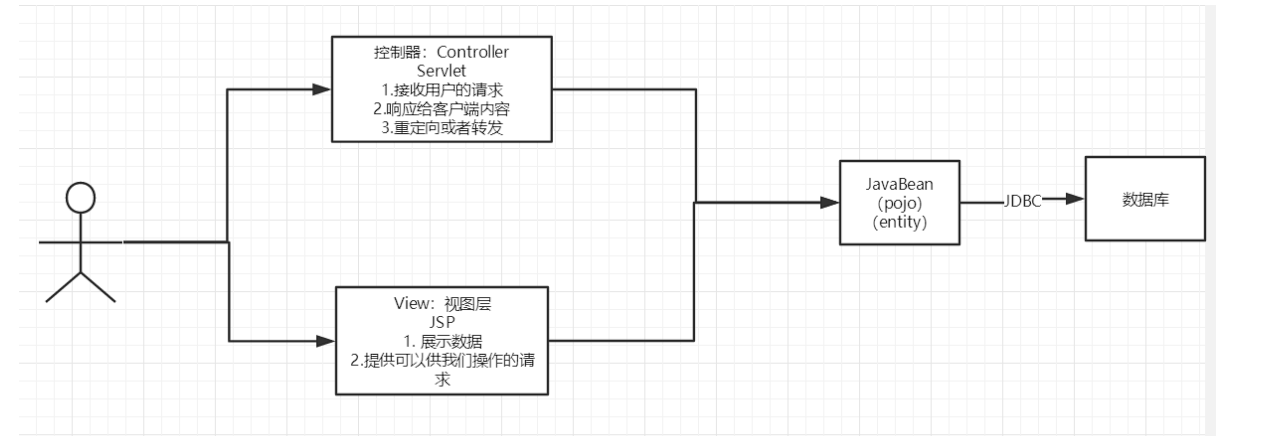 控制器：Controller
Servlet
1.接收用户的请求
2.响应给客户端内容
3.重定向或者转发
View：视图层
JSP
1. 展示数据
2.提供可以供我们操作的请
求
JavaBean
（pojo）
（entity）
JDBC
数据库